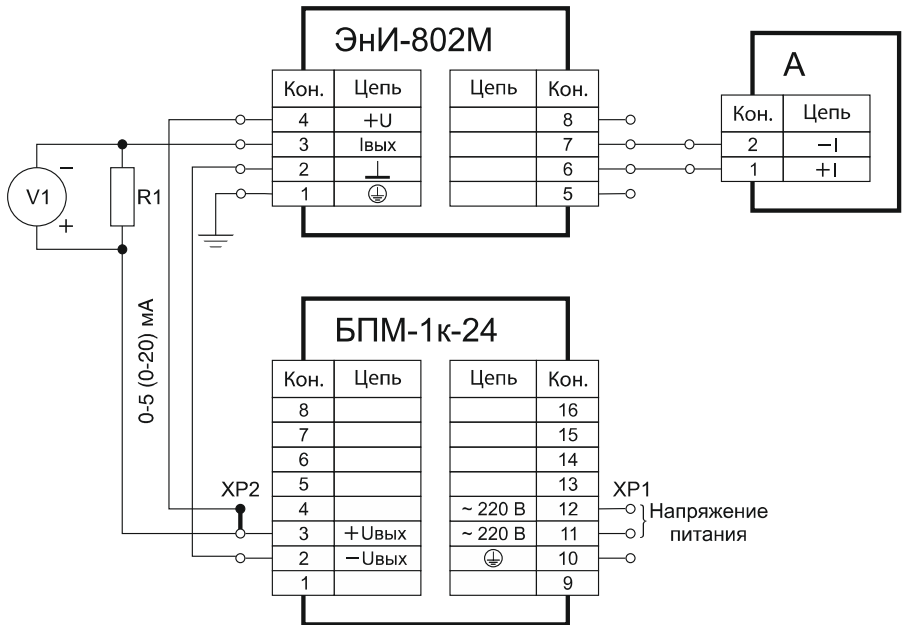 ЭнИ-802М
Кон. Цепь
4 +U
3 Iвых
2
1
Цепь Кон.
8
7
6
5
А
Кон. Цепь
2 −I
1 +I
V1
−
+
R1
0-5 (0-20) мА
БПМ-1к-24
Кон. Цепь
8
7
6
5
4
3 +Uвых
2 −Uвых
1
XP2
Цепь Кон.
16
15
14
13
~ 220 В 12
~ 220 В 11
10
9
XP1
Напряжение
питания